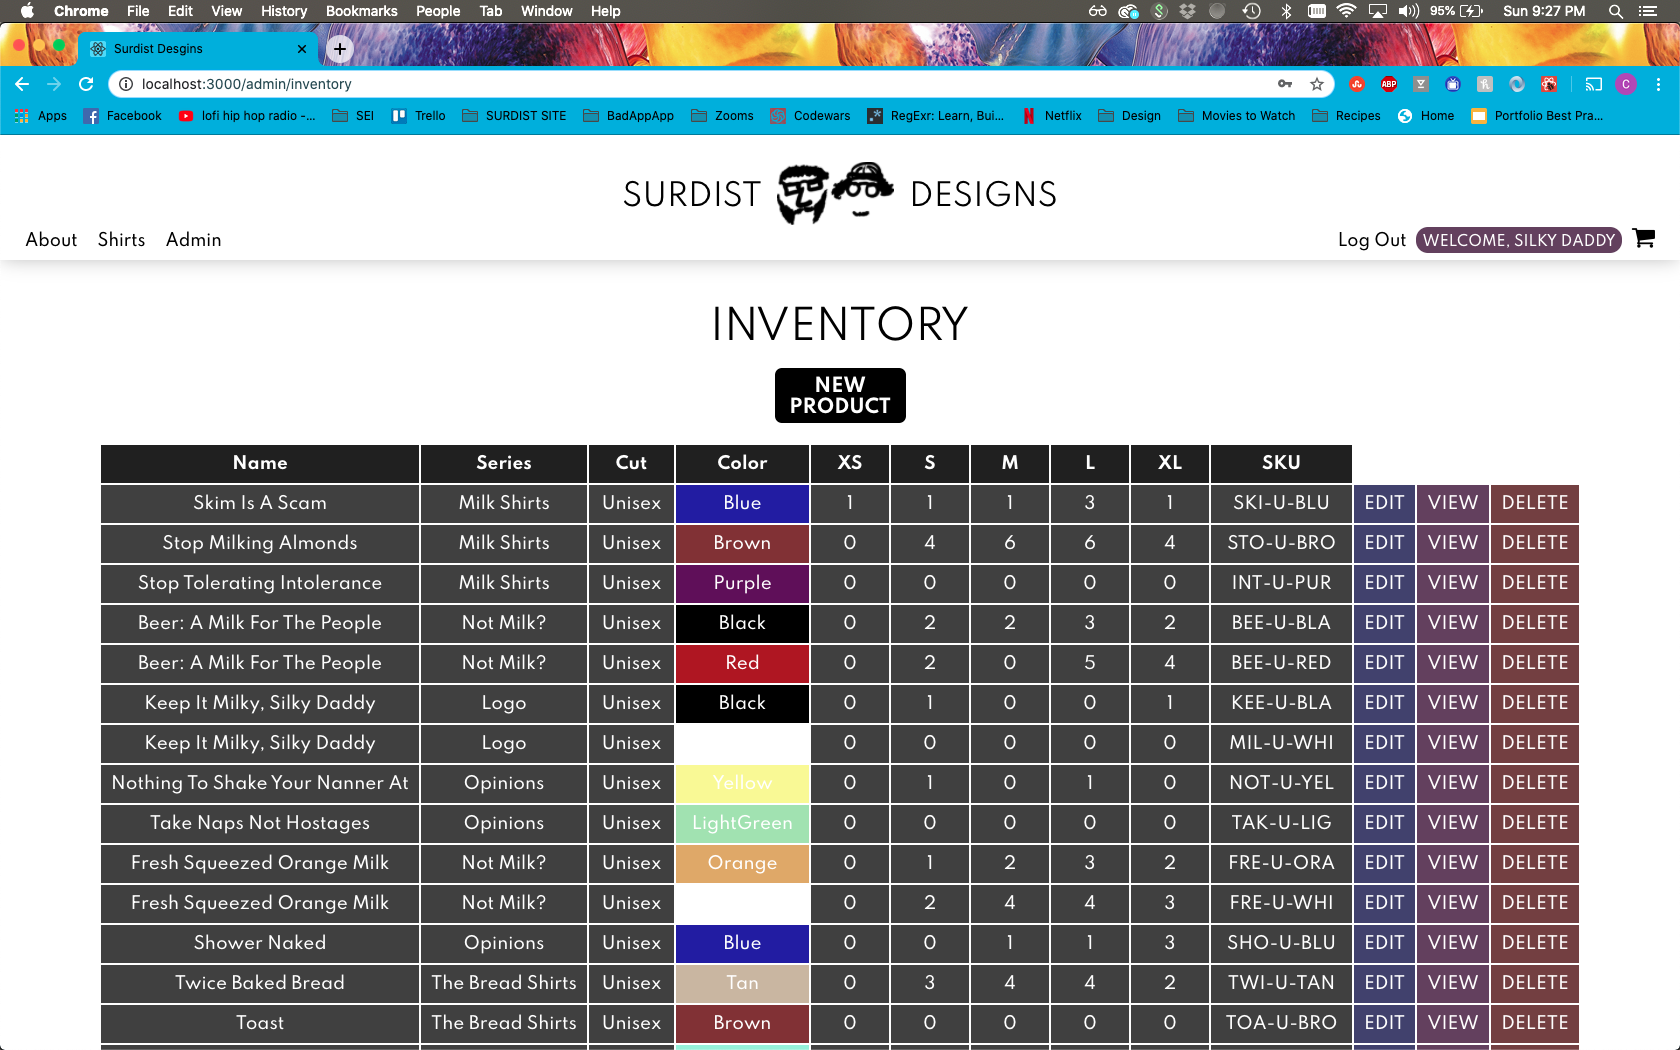 Chrome File Edit View History Bookmarks People Tab Window Help 95% Sun 9:27 PM
Surdist Desgins
localhost:3000/admin/inventory ABP C
Apps Facebook lofi hip hop radio -... SEI Trello SURDIST SITE BadAppApp Zooms Codewars RegExr: Learn, Bui... Netflix Design Movies to Watch Recipes Home Portfolio Best Pra...
SURDIST DESIGNS
About Shirts Admin Log Out WELCOME, SILKY DADDY
INVENTORY
NEW
PRODUCT
Name Series Cut Color XS S M L XL SKU
Skim Is A Scam Milk Shirts Unisex Blue 1 1 1 3 1 SKI-U-BLU EDIT VIEW DELETE
Stop Milking Almonds Milk Shirts Unisex Brown 0 4 6 6 4 STO-U-BRO EDIT VIEW DELETE
Stop Tolerating Intolerance Milk Shirts Unisex Purple 0 0 0 0 0 INT-U-PUR EDIT VIEW DELETE
Beer: A Milk For The People Not Milk? Unisex Black 0 2 2 3 2 BEE-U-BLA EDIT VIEW DELETE
Beer: A Milk For The People Not Milk? Unisex Red 0 2 0 5 4 BEE-U-RED EDIT VIEW DELETE
Keep It Milky, Silky Daddy Logo Unisex Black 0 1 0 0 1 KEE-U-BLA EDIT VIEW DELETE
Keep It Milky, Silky Daddy Logo Unisex 0 0 0 0 0 MIL-U-WHI EDIT VIEW DELETE
Nothing To Shake Your Nanner At Opinions Unisex Yellow 0 1 0 1 0 NOT-U-YEL EDIT VIEW DELETE
Take Naps Not Hostages Opinions Unisex LightGreen 0 0 0 0 0 TAK-U-LIG EDIT VIEW DELETE
Fresh Squeezed Orange Milk Not Milk? Unisex Orange 0 1 2 3 2 FRE-U-ORA EDIT VIEW DELETE
Fresh Squeezed Orange Milk Not Milk? Unisex 0 2 4 4 3 FRE-U-WHI EDIT VIEW DELETE
Shower Naked Opinions Unisex Blue 0 0 1 1 3 SHO-U-BLU EDIT VIEW DELETE
Twice Baked Bread The Bread Shirts Unisex Tan 0 3 4 4 2 TWI-U-TAN EDIT VIEW DELETE
Toast The Bread Shirts Unisex Brown 0 0 0 0 0 TOA-U-BRO EDIT VIEW DELETE